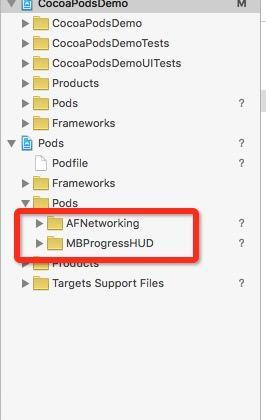 CocoaPodsDemo M
CocoaPodsDemo
CocoaPodsDemoTests
CocoaPodsDemoUITests
Products
Pods ?
Frameworks
Pods ?
Podfile ?
Frameworks
Pods
AFNetworking ?
MBProgressHUD ?
Products
Targets Support Files ?